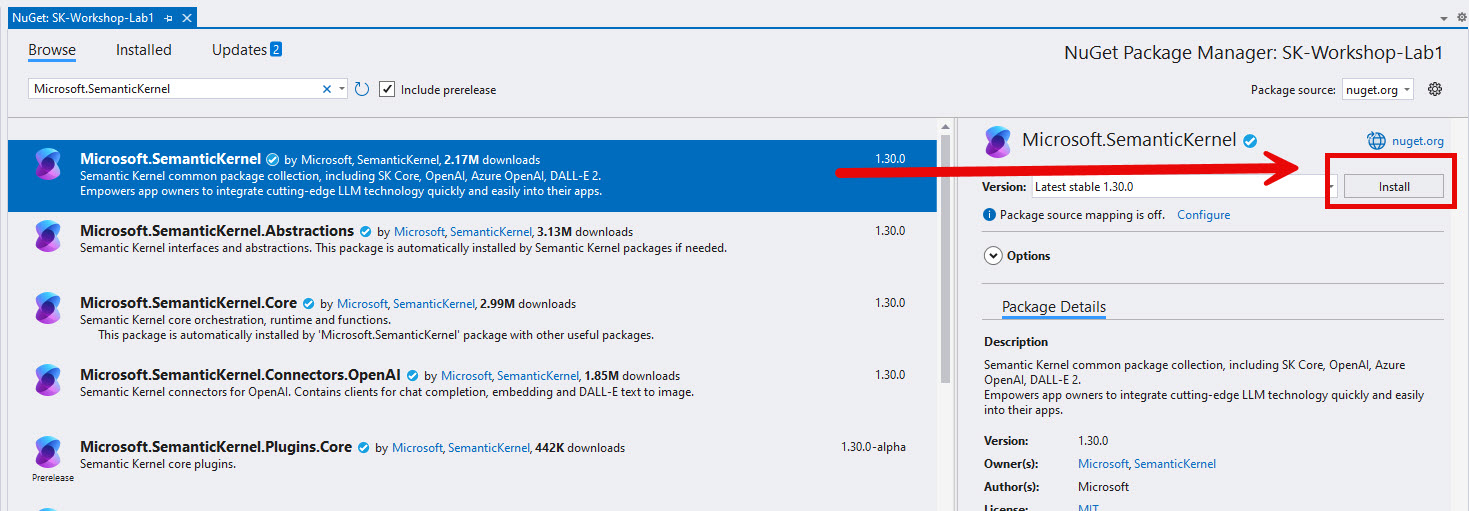 NuGet: SK-Workshop-Lab1
Browse Installed Updates 2
NuGet Package Manager: SK-Workshop-Lab1
Microsoft.SemanticKernel
Include prerelease
Package source: nuget.org
Microsoft.SemanticKernel by Microsoft, SemanticKernel, 2.17M downloads 1.30.0
Semantic Kernel common package collection, including SK Core, OpenAI, Azure OpenAI, DALL-E 2.
Empowers app owners to integrate cutting-edge LLM technology quickly and easily into their apps.
Microsoft.SemanticKernel.Abstractions by Microsoft, SemanticKernel, 3.13M downloads 1.30.0
Semantic Kernel interfaces and abstractions. This package is automatically installed by Semantic Kernel packages if needed.
Microsoft.SemanticKernel.Core by Microsoft, SemanticKernel, 2.99M downloads 1.30.0
Semantic Kernel core orchestration, runtime and functions.
This package is automatically installed by 'Microsoft.SemanticKernel' package with other useful packages.
Microsoft.SemanticKernel.Connectors.OpenAI by Microsoft, SemanticKernel, 1.85M downloads 1.30.0
Semantic Kernel connectors for OpenAI. Contains clients for chat completion, embedding and DALL-E text to image.
Microsoft.SemanticKernel.Plugins.Core by Microsoft, SemanticKernel, 442K downloads 1.30.0-alpha
Semantic Kernel core plugins.
Prerelease
Microsoft.SemanticKernel
nuget.org
Version: Latest stable 1.30.0 Install
Package source mapping is off. Configure
Options
Package Details
Description
Semantic Kernel common package collection, including SK Core, OpenAI, Azure
OpenAI, DALL-E 2.
Empowers app owners to integrate cutting-edge LLM technology quickly and easily
into their apps.
Version: 1.30.0
Owner(s): Microsoft, SemanticKernel
Author(s): Microsoft
License: MIT